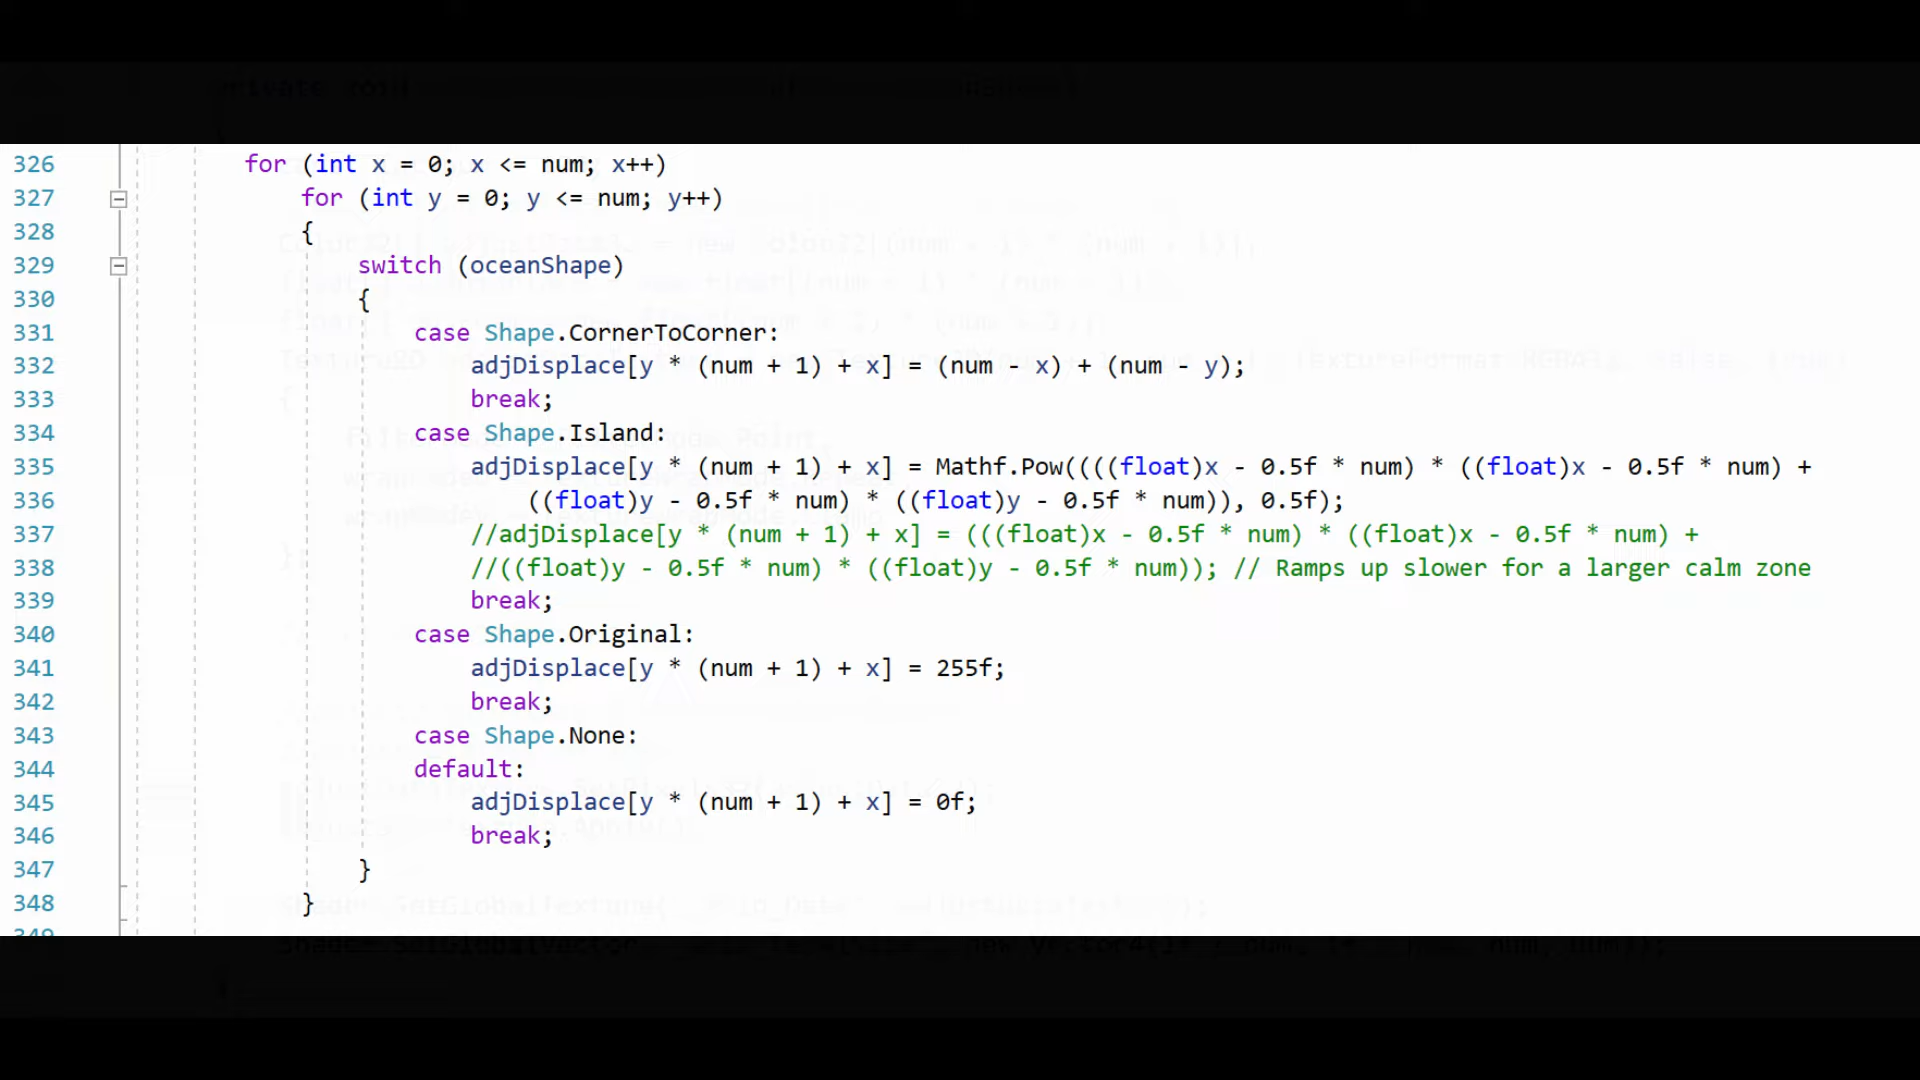 326 for (int x = 0; x <= num; x++)
327 for (int y = 0; y <= num; y++)
328 {
329 switch (oceanShape)
330 {
331 case Shape.CornerToCorner:
332 adjDisplace[y * (num + 1) + x] = (num - x) + (num - y);
333 break;
334 case Shape.Island:
335 adjDisplace[y * (num + 1) + x] = Mathf.Pow((((float)x - 0.5f * num) * ((float)x - 0.5f * num) +
336 ((float)y - 0.5f * num) * ((float)y - 0.5f * num)), 0.5f);
337 //adjDisplace[y * (num + 1) + x] = (((float)x - 0.5f * num) * ((float)x - 0.5f * num) +
338 //((float)y - 0.5f * num) * ((float)y - 0.5f * num)); // Ramps up slower for a larger calm zone
339 break;
340 case Shape.Original:
341 adjDisplace[y * (num + 1) + x] = 255f;
342 break;
343 case Shape.None:
344 default:
345 adjDisplace[y * (num + 1) + x] = 0f;
346 break;
347 }
348 }